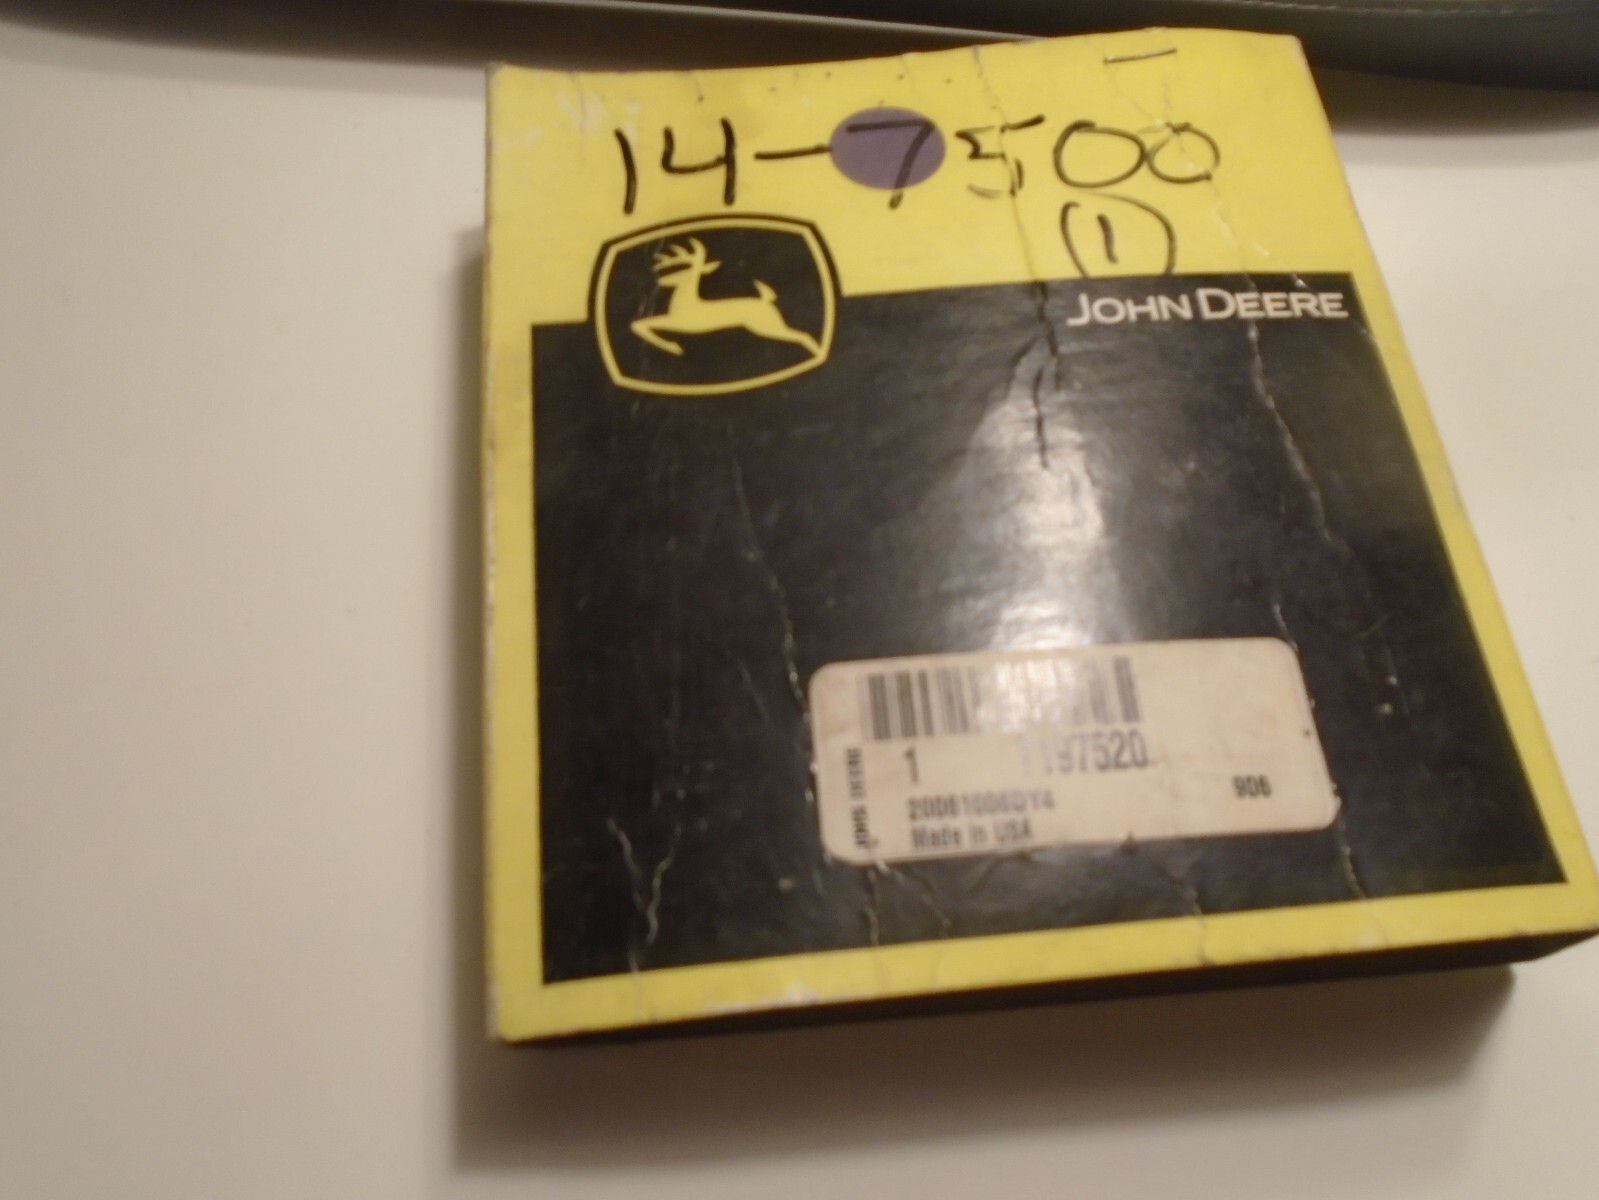 14-7500
1
JOHN DEERE
1
JOHN DEERE
906
Made in USA